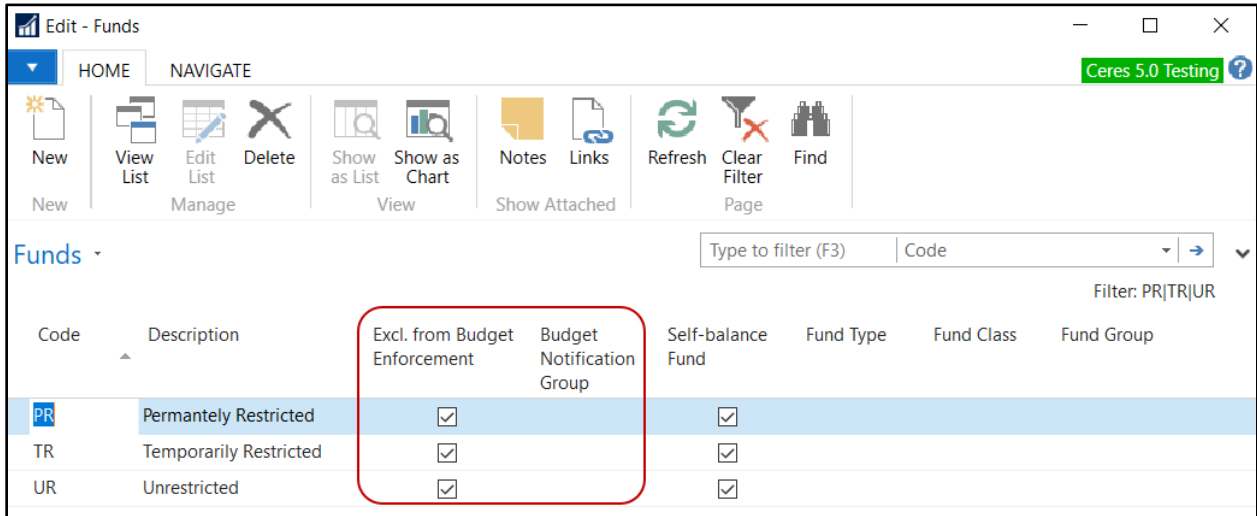 Edit - Funds
HOME NAVIGATE Ceres 5.0 Testing ?
New View List Edit List Delete Show as List Show as Chart Notes Links Refresh Clear Filter Find
New Manage View Show Attached Page
Funds Type to filter (F3) Code
Filter: PR|TR|UR
Code Description Excl. from Budget Enforcement Budget Notification Group Self-balance Fund Fund Type Fund Class Fund Group
PR Permantely Restricted
TR Temporarily Restricted
UR Unrestricted